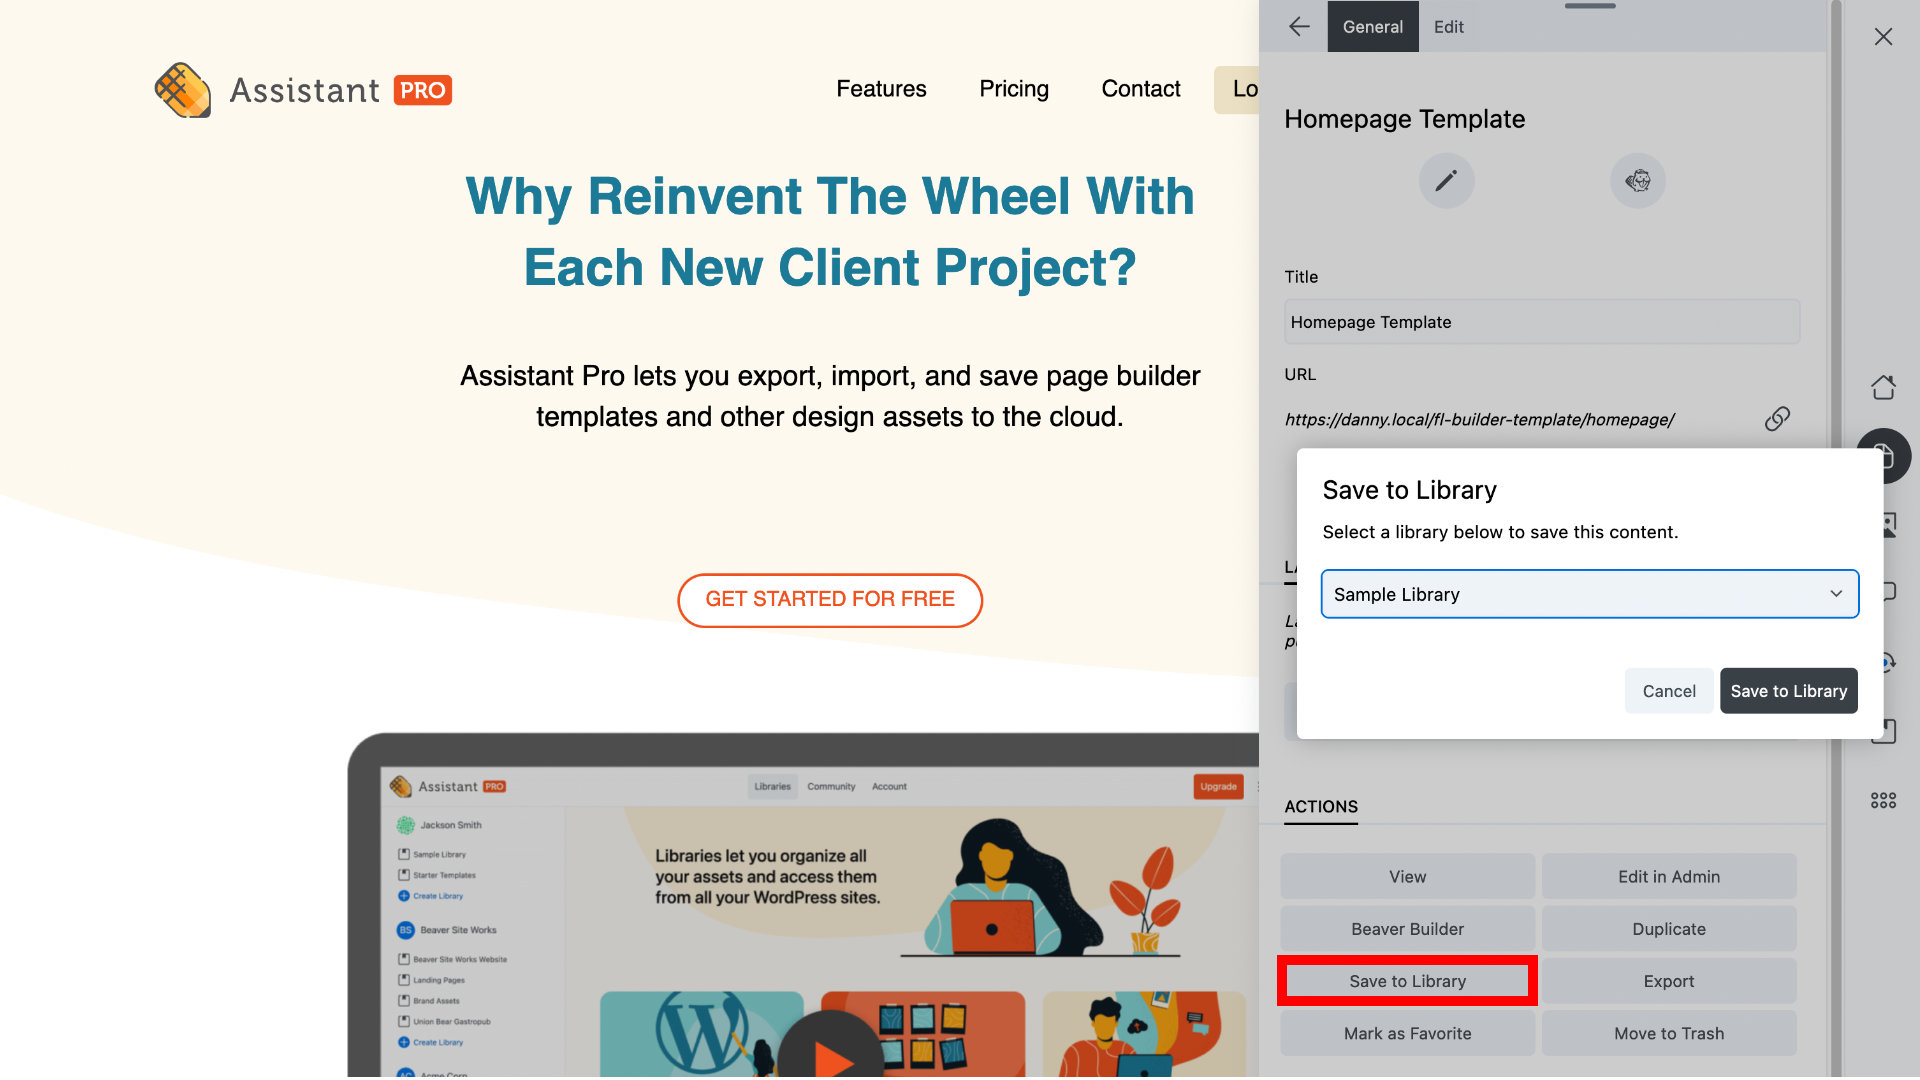 Assistant PRO
Features
Pricing
Contact
Lo
Why Reinvent The Wheel With
Each New Client Project?
Assistant Pro lets you export, import, and save page builder
templates and other design assets to the cloud.
GET STARTED FOR FREE
Assistant PRO
Libraries
Community
Account
Upgrade
Jackson Smith
Sample Library
Starter Templates
Create Library
BS Beaver Site Works
Beaver Site Works Website
Landing Pages
Brand Assets
Union Bear Gastropub
Create Library
AC Acme Corp
Libraries let you organize all
your assets and access them
from all your WordPress sites.
General
Edit
Homepage Template
Title
Homepage Template
URL
https://danny.local/fl-builder-template/homepage/
Save to Library
Select a library below to save this content.
Sample Library
Cancel
Save to Library
ACTIONS
View
Edit in Admin
Beaver Builder
Duplicate
Save to Library
Export
Mark as Favorite
Move to Trash